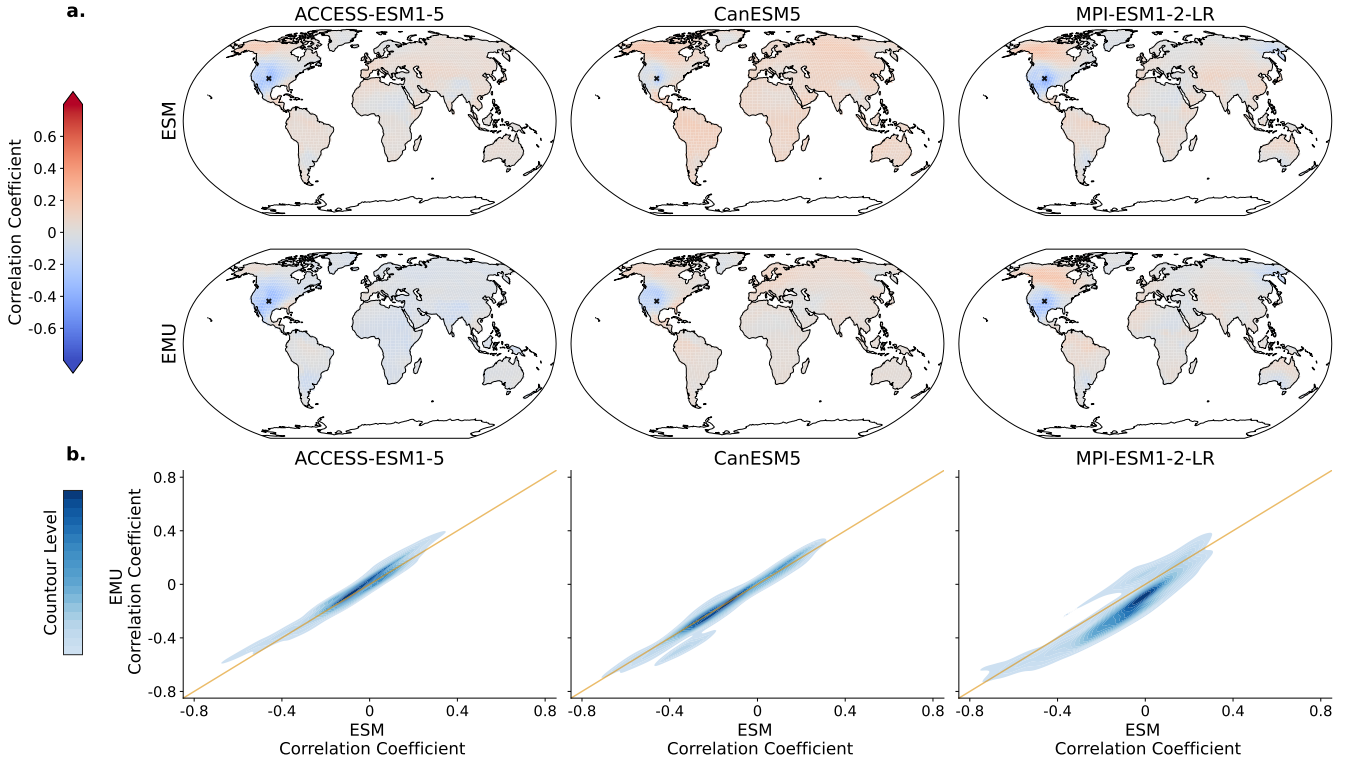 a.
ACCESS-ESM1-5
CanESM5
MPI-ESM1-2-LR
Correlation Coefficient
0.6
0.4
0.2
0
-0.2
-0.4
-0.6
ESM
EMU
b.
ACCESS-ESM1-5
CanESM5
MPI-ESM1-2-LR
Countour Level
EMU
Correlation Coefficient
0.8
0.4
0
-0.4
-0.8
-0.8 -0.4 0 0.4 0.8
-0.8 -0.4 0 0.4 0.8
-0.8 -0.4 0 0.4 0.8
ESM
Correlation Coefficient
ESM
Correlation Coefficient
ESM
Correlation Coefficient